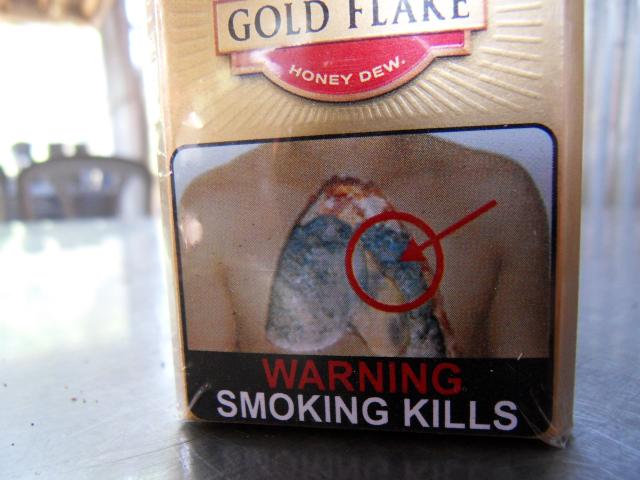 GOLD FLAKE
HONEY DEW.
WARNING
SMOKING KILLS